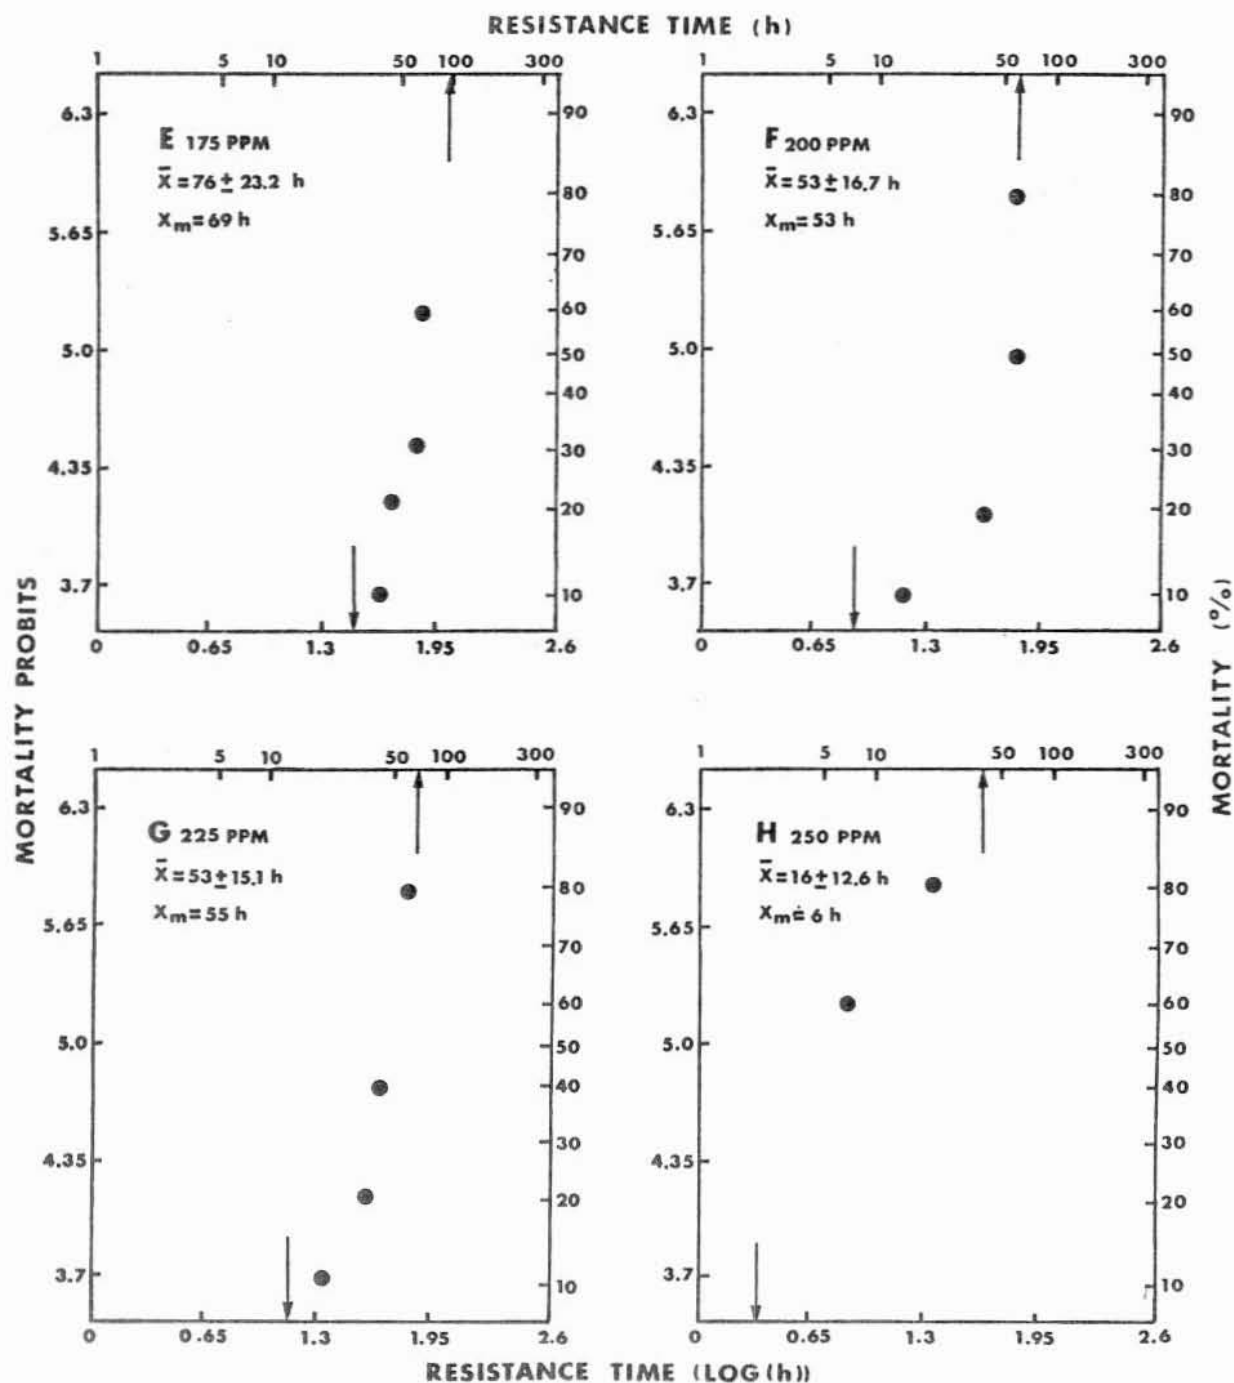 RESISTANCE TIME (h)
1 5 10 50 100 300
1 5 10 50 100 300
6.3
5.65
5.0
4.35
3.7
E 175 PPM
X̄ = 76 ± 23.2 h
Xm = 69 h
90
80
70
60
50
40
30
20
10
0 0.65 1.3 1.95 2.6
6.3
5.65
5.0
4.35
3.7
F 200 PPM
X̄ = 53 ± 16.7 h
Xm = 53 h
90
80
70
60
50
40
30
20
10
0 0.65 1.3 1.95 2.6
MORTALITY PROBITS
MORTALITY (%)
1 5 10 50 100 300
1 5 10 50 100 300
6.3
5.65
5.0
4.35
3.7
G 225 PPM
X̄ = 53 ± 15.1 h
Xm = 55 h
90
80
70
60
50
40
30
20
10
0 0.65 1.3 1.95 2.6
6.3
5.65
5.0
4.35
3.7
H 250 PPM
X̄ = 16 ± 12.6 h
Xm = 6 h
90
80
70
60
50
40
30
20
10
0 0.65 1.3 1.95 2.6
RESISTANCE TIME (LOG (h))